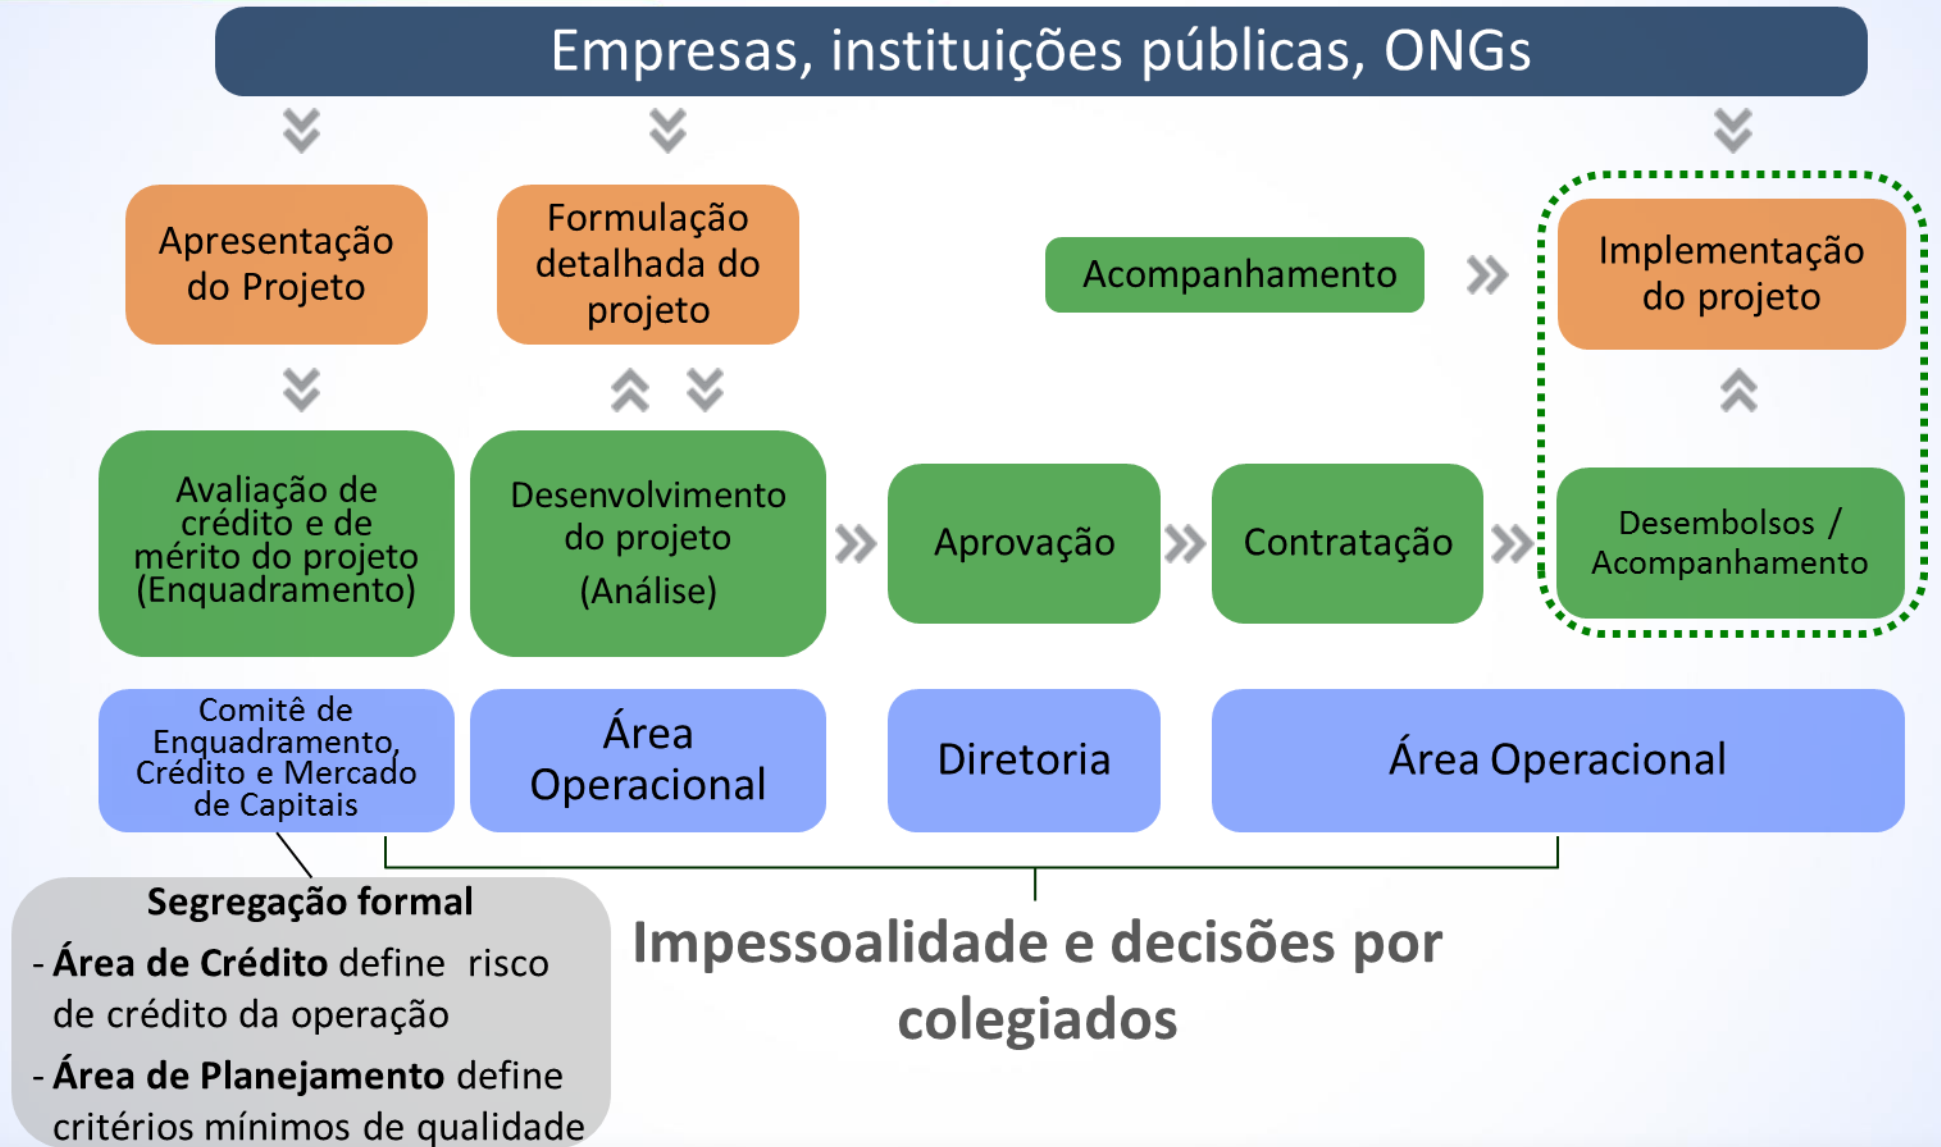 Empresas, instituições públicas, ONGs
Apresentação
do Projeto
Formulação
detalhada do
projeto
Acompanhamento
Implementação
do projeto
Avaliação de
crédito e de
mérito do projeto
(Enquadramento)
Desenvolvimento
do projeto
(Análise)
Aprovação
Contratação
Desembolsos /
Acompanhamento
Comitê de
Enquadramento,
Crédito e Mercado
de Capitais
Área
Operacional
Diretoria
Área Operacional
Segregação formal
- Área de Crédito define risco
de crédito da operação
- Área de Planejamento define
critérios mínimos de qualidade
Impessoalidade e decisões por
colegiados